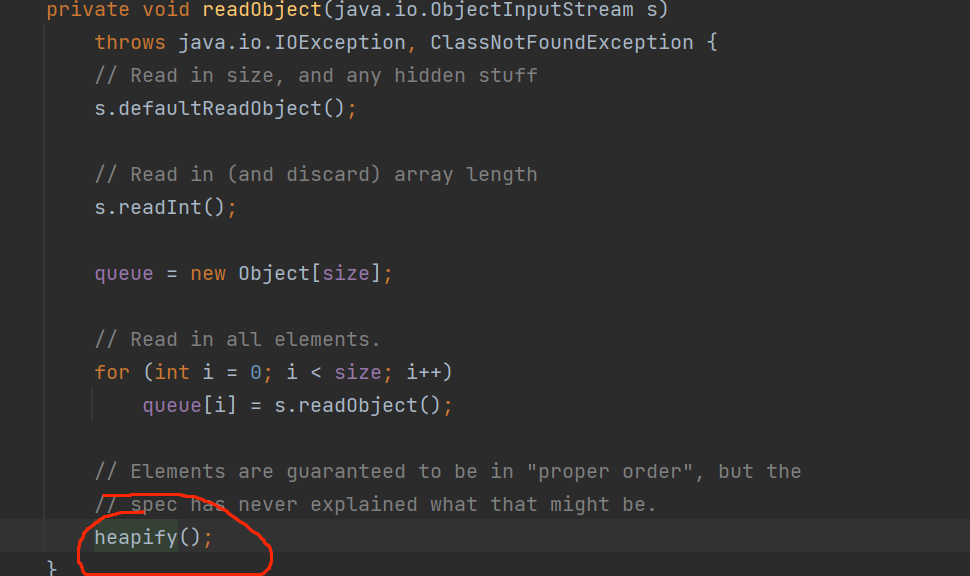 private void readObject(java.io.ObjectInputStream s)
throws java.io.IOException, ClassNotFoundException {
// Read in size, and any hidden stuff
s.defaultReadObject();
// Read in (and discard) array length
s.readInt();
queue = new Object[size];
// Read in all elements.
for (int i = 0; i < size; i++)
queue[i] = s.readObject();
// Elements are guaranteed to be in "proper order", but the
// spec has never explained what that might be.
heapify();
}